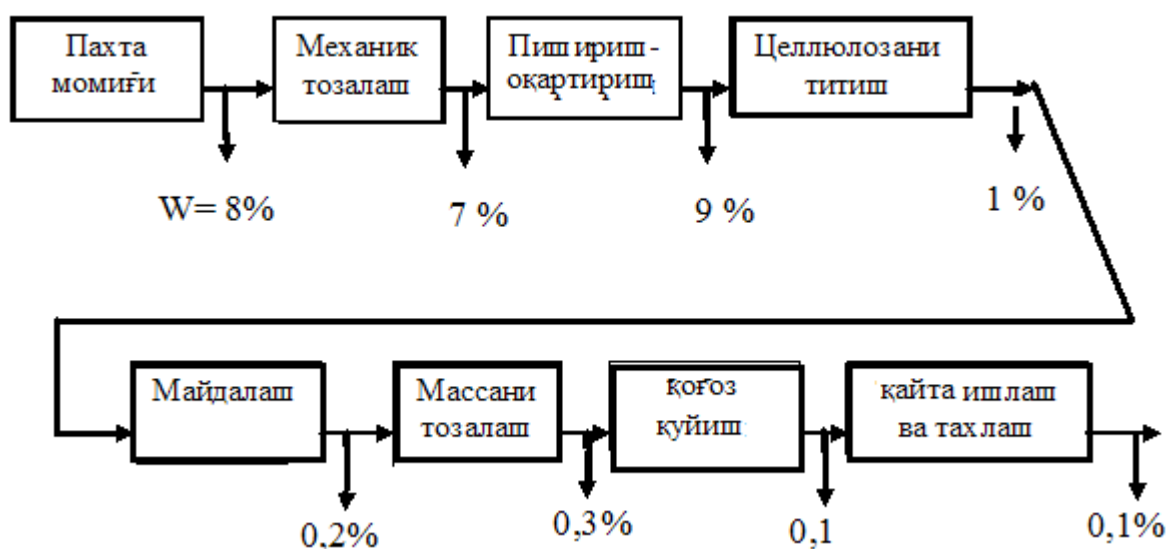 Пахта
момиғи
Механик
тозалаш
Пишириш-
оқартириш
Целлюлозани
титиш
W= 8%
7 %
9 %
1 %
Майдалаш
Массани
тозалаш
қоғоз
қуйиш
қайта ишлаш
ва тахлаш
0,2%
0,3%
0,1
0,1%